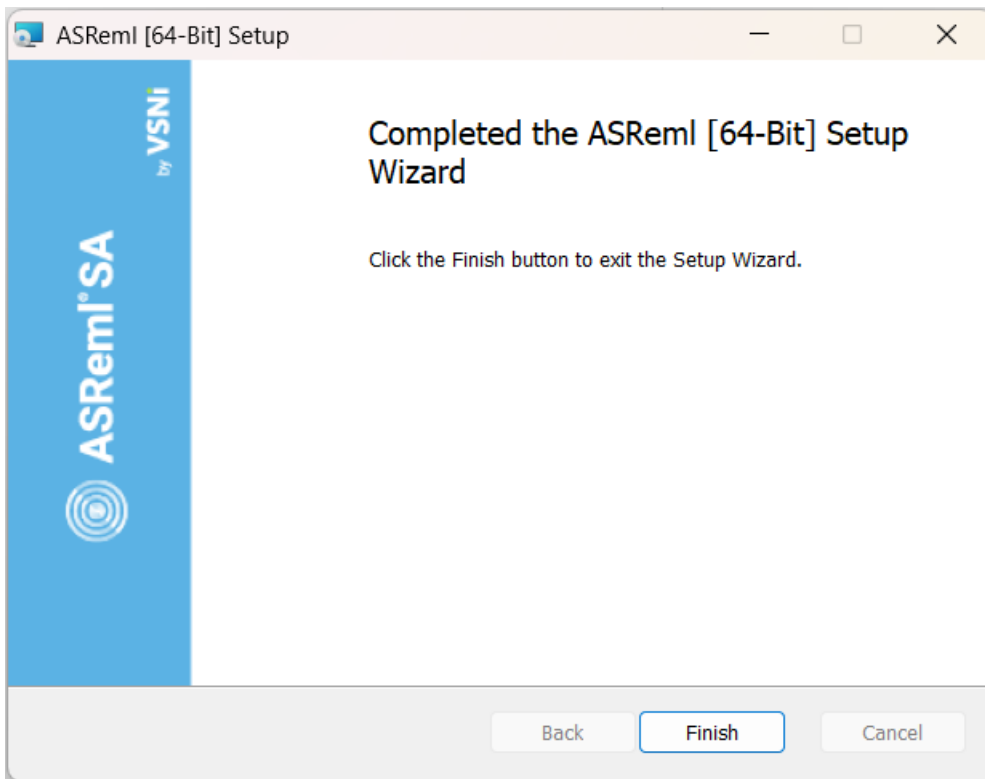 ASReml [64-Bit] Setup
ASReml® SA
by VSNi
Completed the ASReml [64-Bit] Setup
Wizard
Click the Finish button to exit the Setup Wizard.
Back
Finish
Cancel